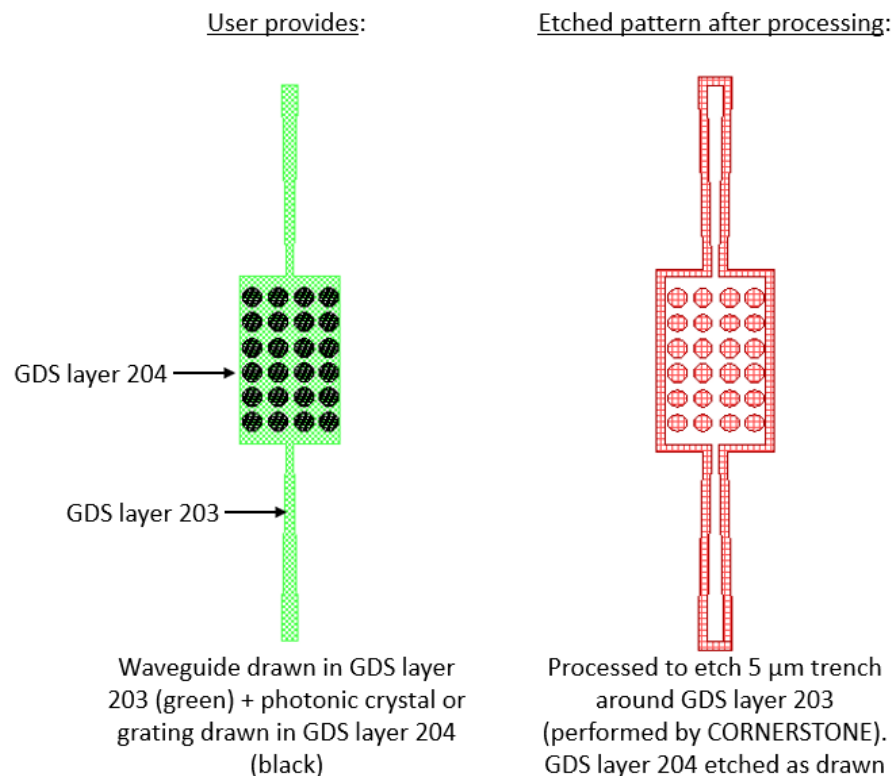 User provides:
Etched pattern after processing:
GDS layer 204
GDS layer 203
Waveguide drawn in GDS layer
203 (green) + photonic crystal or
grating drawn in GDS layer 204
(black)
Processed to etch 5 µm trench
around GDS layer 203
(performed by CORNERSTONE).
GDS layer 204 etched as drawn